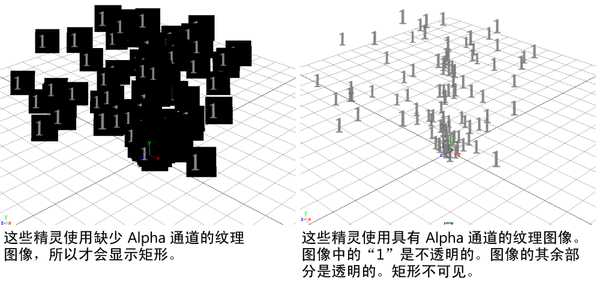 这些精灵使用缺少 Alpha 通道的纹理
图像，所以才会显示矩形。
这些精灵使用具有 Alpha 通道的纹理图像。
图像中的“1”是不透明的。图像的其余部
分是透明的。矩形不可见。